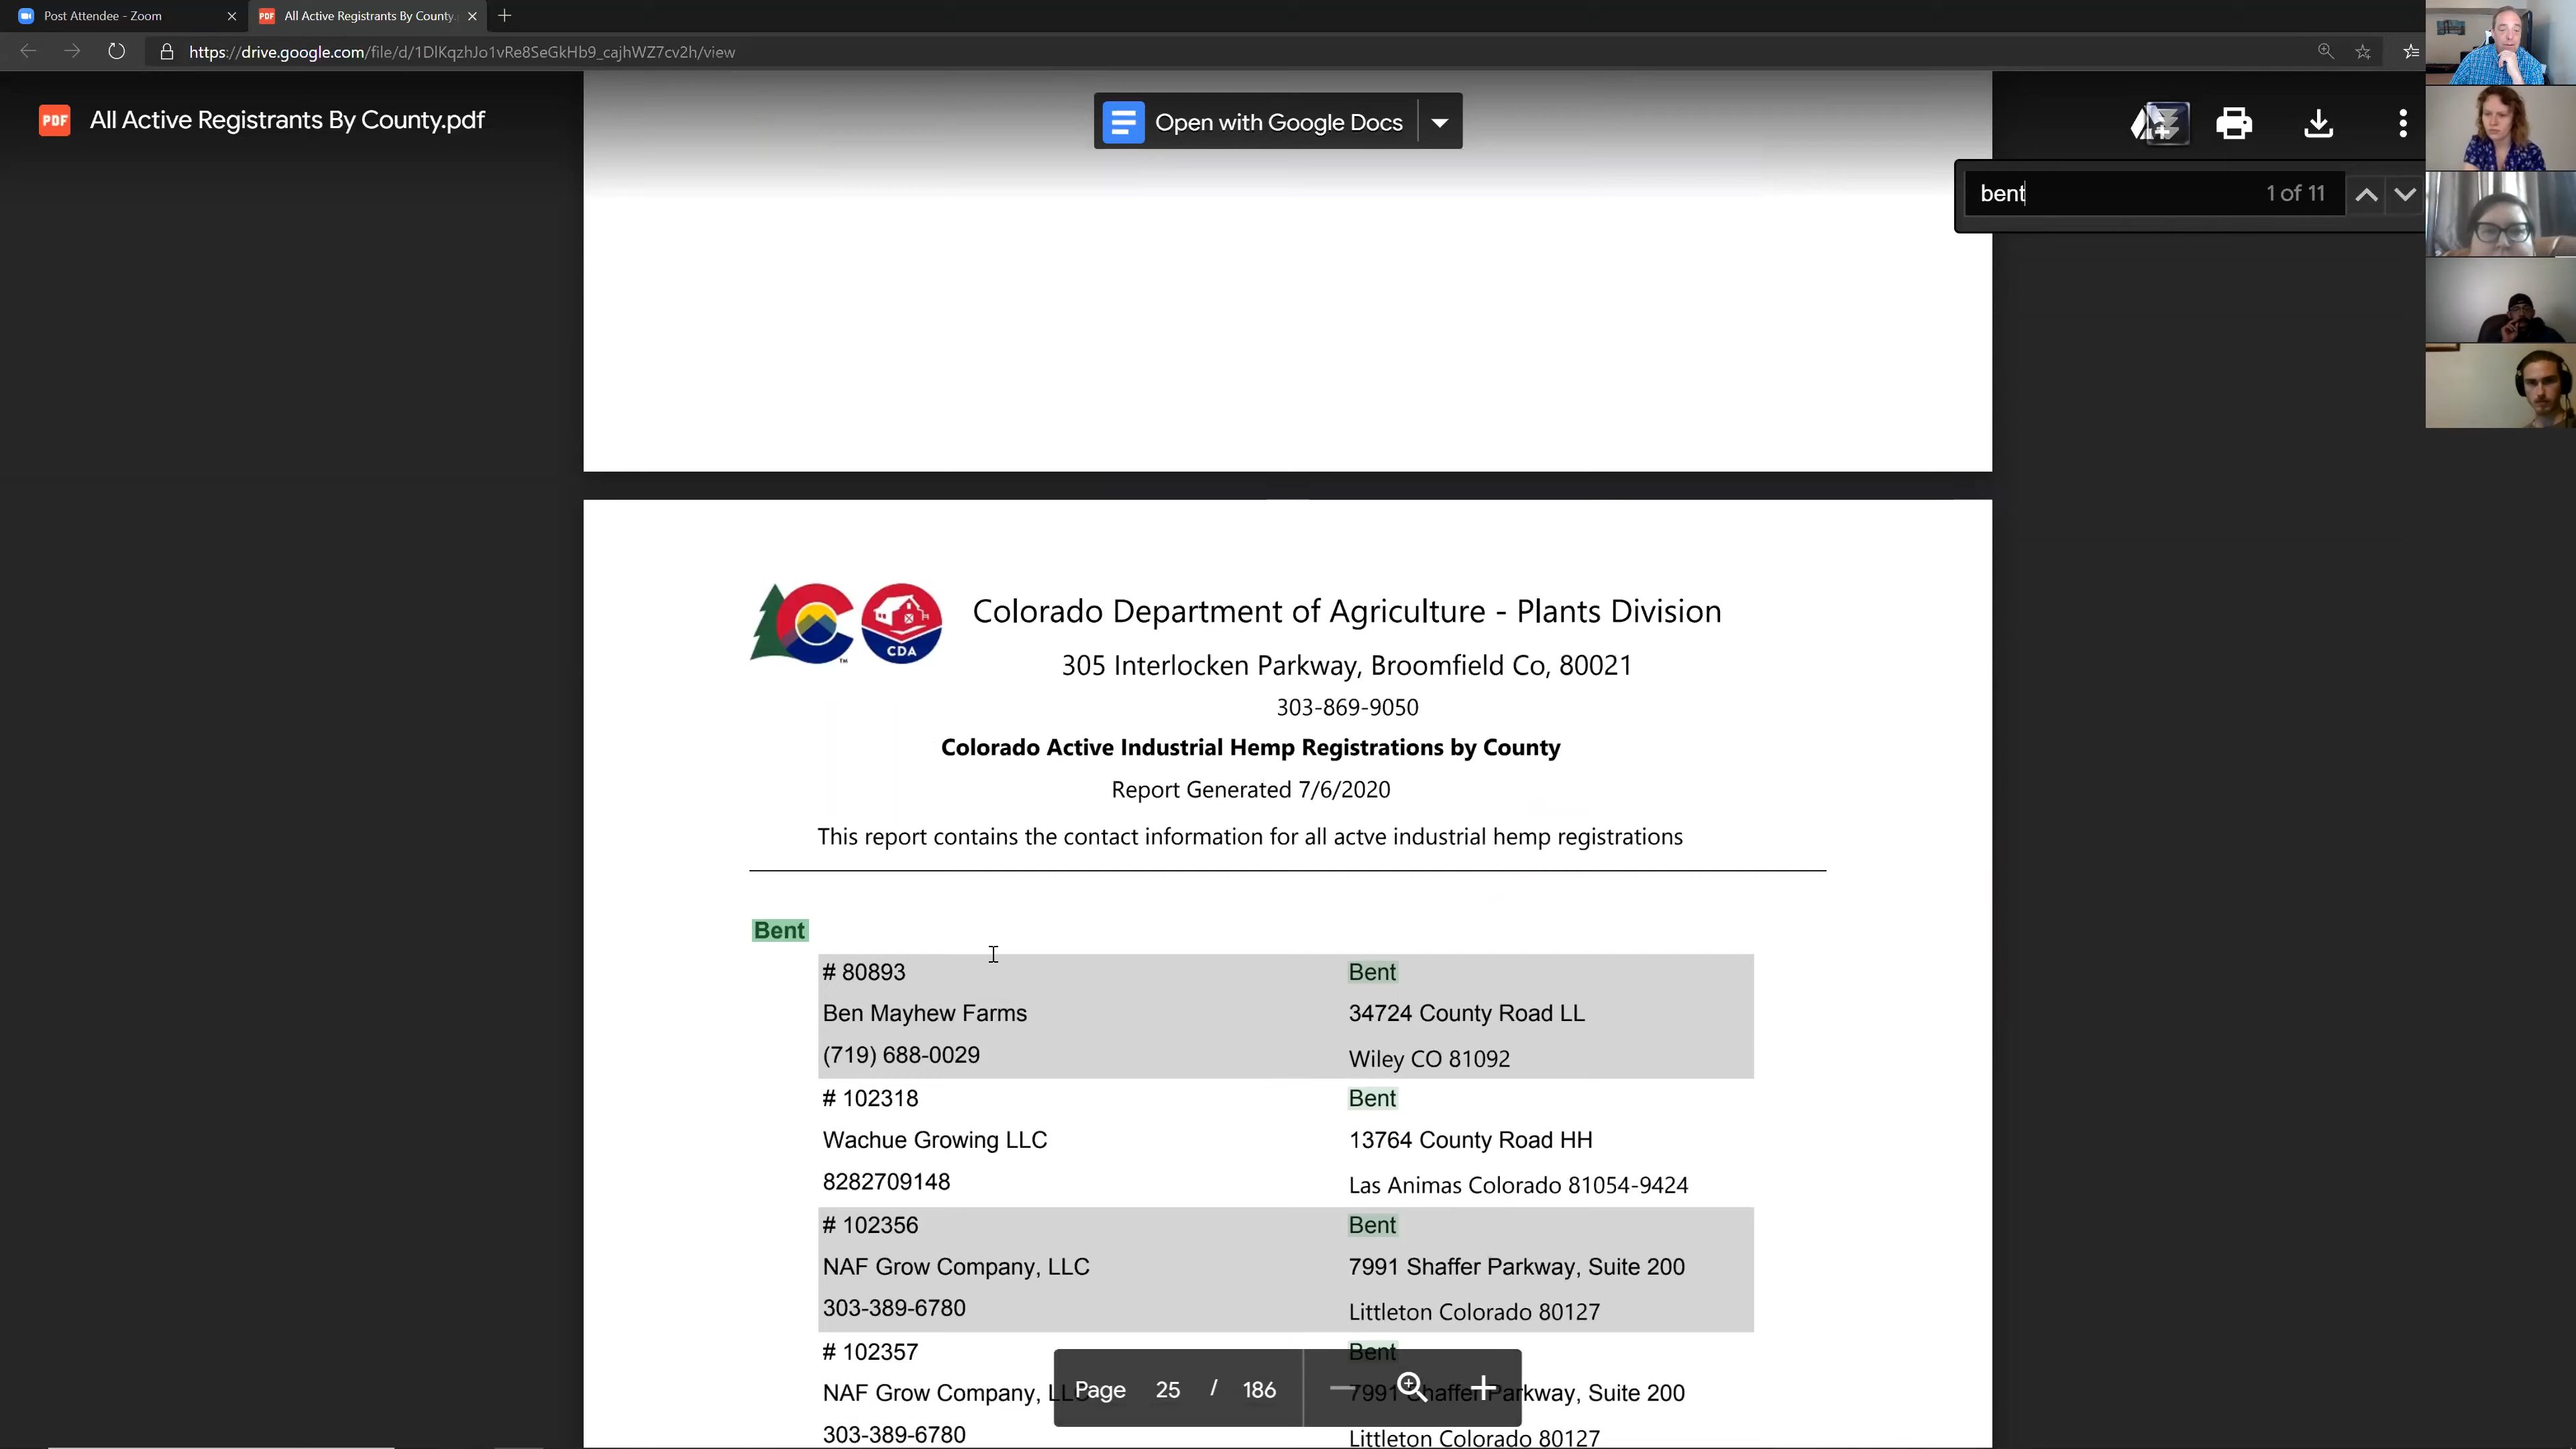 Post Attendee - Zoom
All Active Registrants By County.
https://drive.google.com/file/d/1DlKqzhJo1vRe8SeGkHb9_cajhWZ7cv2h/view
PDF All Active Registrants By County.pdf
Open with Google Docs
bent 1 of 11
Colorado Department of Agriculture - Plants Division
CDA
305 Interlocken Parkway, Broomfield Co, 80021
303-869-9050
Colorado Active Industrial Hemp Registrations by County
Report Generated 7/6/2020
This report contains the contact information for all actve industrial hemp registrations
Bent
# 80893 Bent
Ben Mayhew Farms 34724 County Road LL
(719) 688-0029 Wiley CO 81092
# 102318 Bent
Wachue Growing LLC 13764 County Road HH
8282709148 Las Animas Colorado 81054-9424
# 102356 Bent
NAF Grow Company, LLC 7991 Shaffer Parkway, Suite 200
303-389-6780 Littleton Colorado 80127
# 102357 Bent
NAF Grow Company, LLC 7991 Shaffer Parkway, Suite 200
Page 25 / 186
303-389-6780 Littleton Colorado 80127